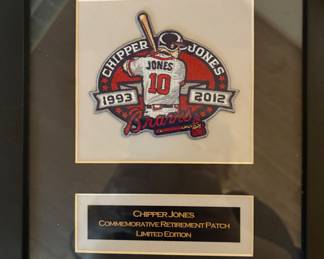 CHIPPER JONES
JONES
10
1993 2012
Braves
CHIPPER JONES
COMMEMORATIVE RETIREMENT PATCH
LIMITED EDITION